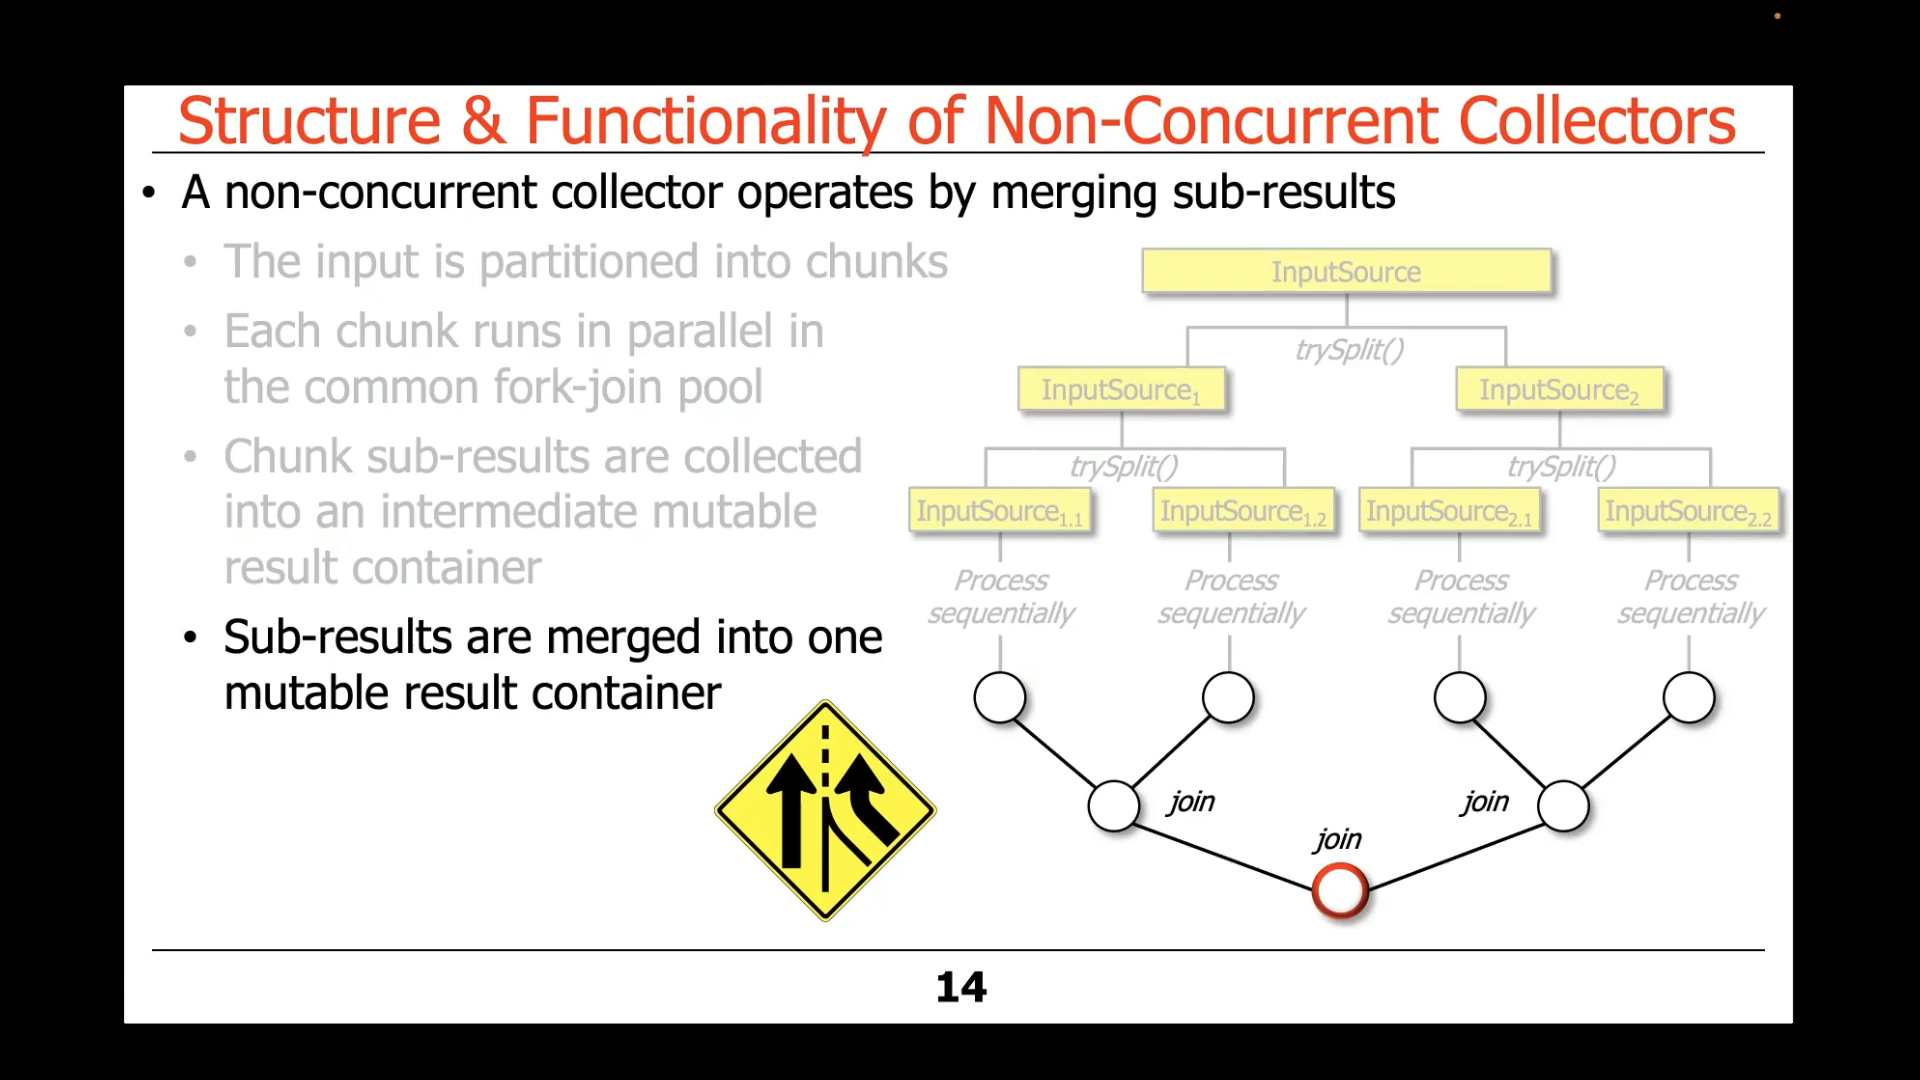 Structure & Functionality of Non-Concurrent Collectors
• A non-concurrent collector operates by merging sub-results
• The input is partitioned into chunks
• Each chunk runs in parallel in
the common fork-join pool
• Chunk sub-results are collected
into an intermediate mutable
result container
• Sub-results are merged into one
mutable result container
InputSource
trySplit()
InputSource1
InputSource2
trySplit()
trySplit()
InputSource1.1
InputSource1.2
InputSource2.1
InputSource2.2
Process
sequentially
Process
sequentially
Process
sequentially
Process
sequentially
join
join
join
14